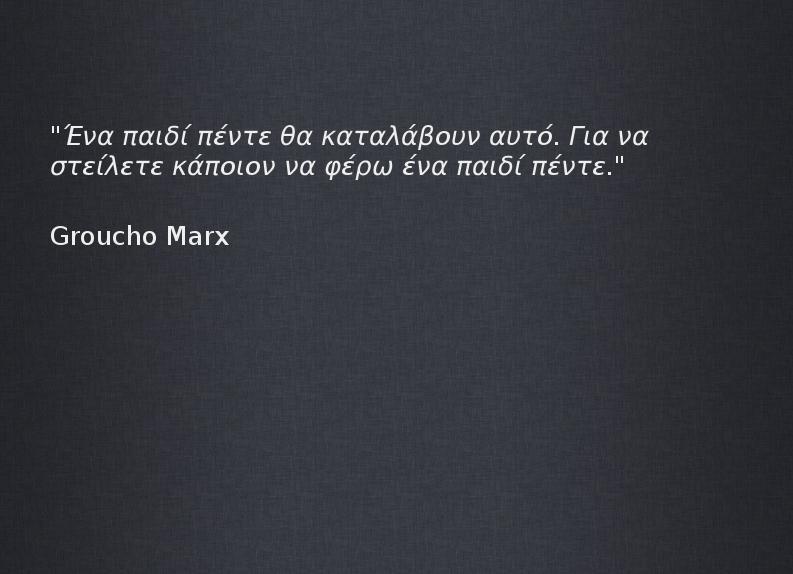 "Ένα παιδί πέντε θα καταλάβουν αυτό. Για να
στείλετε κάποιον να φέρω ένα παιδί πέντε."
Groucho Marx